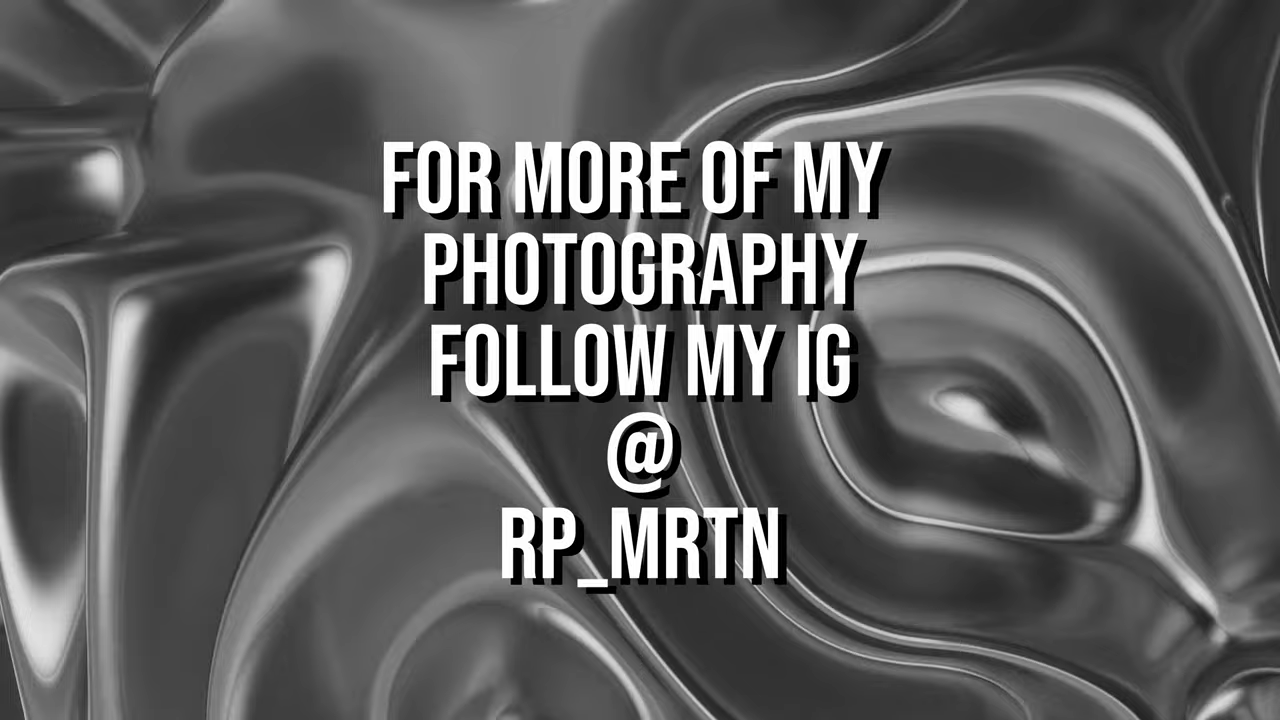 FOR MORE OF MY
PHOTOGRAPHY
FOLLOW MY IG
@
RP_MRTN